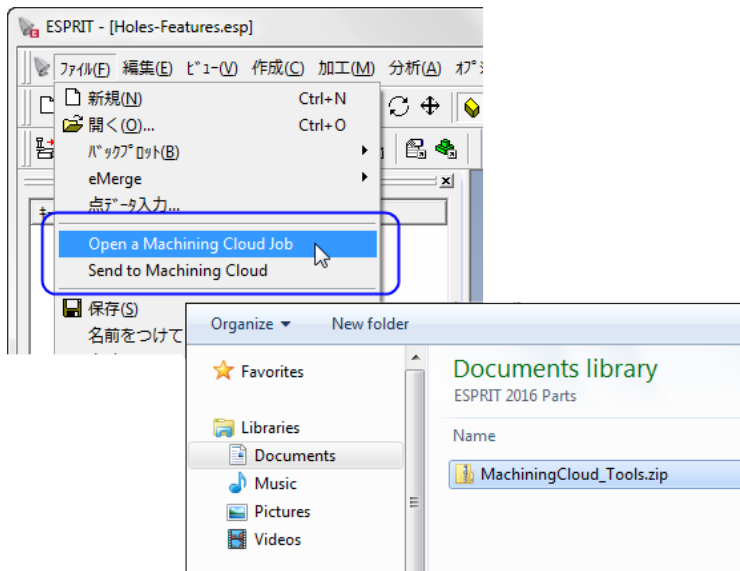 ESPRIT - [Holes-Features.esp]
ファイル(F) 編集(E) ビュー(V) 作成(C) 加工(M) 分析(A)
新規(N) Ctrl+N
開く(O)... Ctrl+O
バックプロット(B)
eMerge
点データ入力...
Open a Machining Cloud Job
Send to Machining Cloud
保存(S)
名前をつけて
Organize New folder
Favorites
Libraries
Documents
Music
Pictures
Videos
Documents library
ESPRIT 2016 Parts
Name
MachiningCloud_Tools.zip